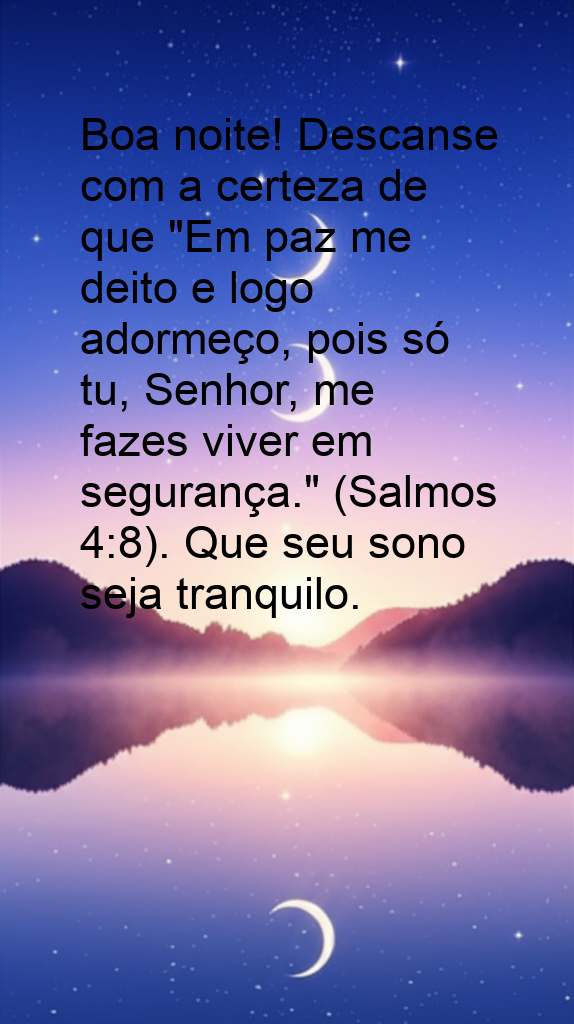 Boa noite! Descanse
com a certeza de
que "Em paz me
deito e logo
adormeço, pois só
tu, Senhor, me
fazes viver em
segurança." (Salmos
4:8). Que seu sono
seja tranquilo.